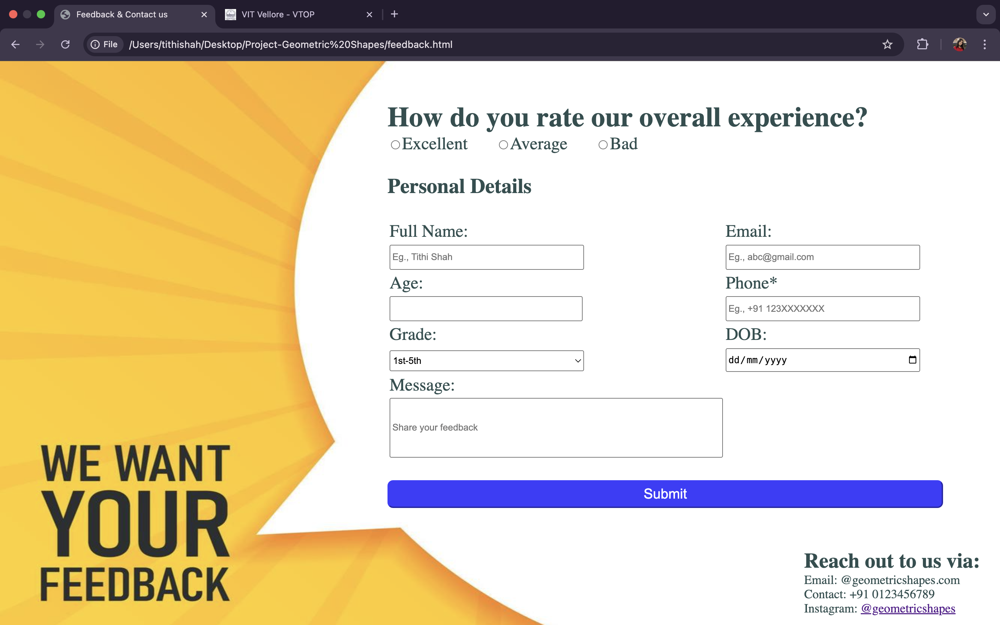 Feedback & Contact us
VIT Vellore - VTOP
File /Users/tithishah/Desktop/Project-Geometric%20Shapes/feedback.html
How do you rate our overall experience?
Excellent Average Bad
Personal Details
Full Name: Email:
Eg., Tithi Shah Eg., abc@gmail.com
Age: Phone*
Eg., +91 123XXXXXXX
Grade: DOB:
1st-5th dd/mm/yyyy
Message:
Share your feedback
Submit
WE WANT
YOUR
FEEDBACK
Reach out to us via:
Email: @geometricshapes.com
Contact: +91 0123456789
Instagram: @geometricshapes